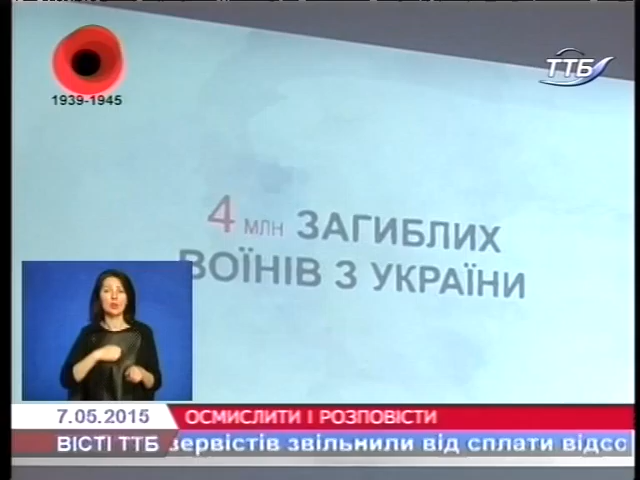 1939-1945
ТТБ
4 МЛН ЗАГИБЛИХ
ВОЇНІВ З УКРАЇНИ
7.05.2015
ОСМИСЛИТИ І РОЗПОВІСТИ
ВІСТІ ТТБ
звільнили від сплати